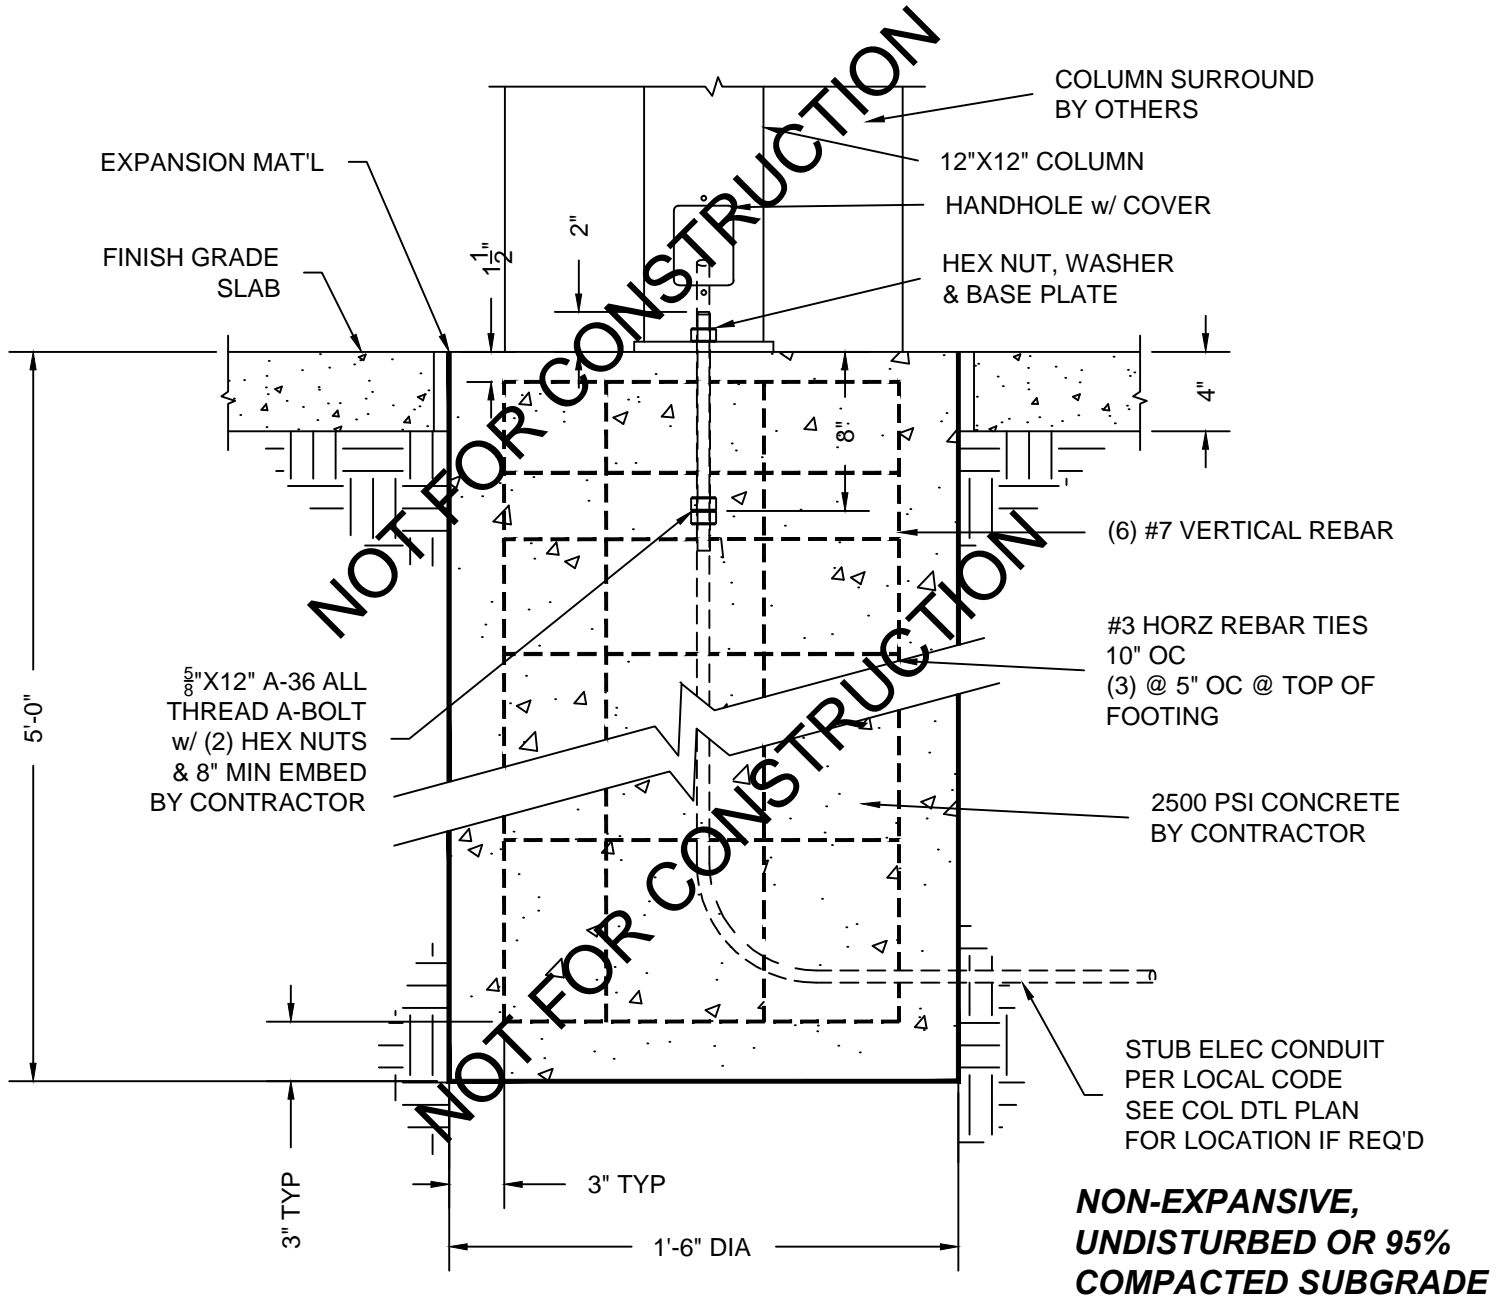 COLUMN SURROUND
BY OTHERS
EXPANSION MAT'L
12"X12" COLUMN
HANDHOLE w/ COVER
2"
1 1/2"
FINISH GRADE
SLAB
HEX NUT, WASHER
& BASE PLATE
4"
8"
NOT FOR CONSTRUCTION
(6) #7 VERTICAL REBAR
#3 HORZ REBAR TIES
10" OC
(3) @ 5" OC @ TOP OF
FOOTING
5/8"X12" A-36 ALL
THREAD A-BOLT
w/ (2) HEX NUTS
& 8" MIN EMBED
BY CONTRACTOR
5'-0"
2500 PSI CONCRETE
BY CONTRACTOR
NOT FOR CONSTRUCTION
STUB ELEC CONDUIT
PER LOCAL CODE
SEE COL DTL PLAN
FOR LOCATION IF REQ'D
3" TYP
3" TYP
1'-6" DIA
NON-EXPANSIVE,
UNDISTURBED OR 95%
COMPACTED SUBGRADE